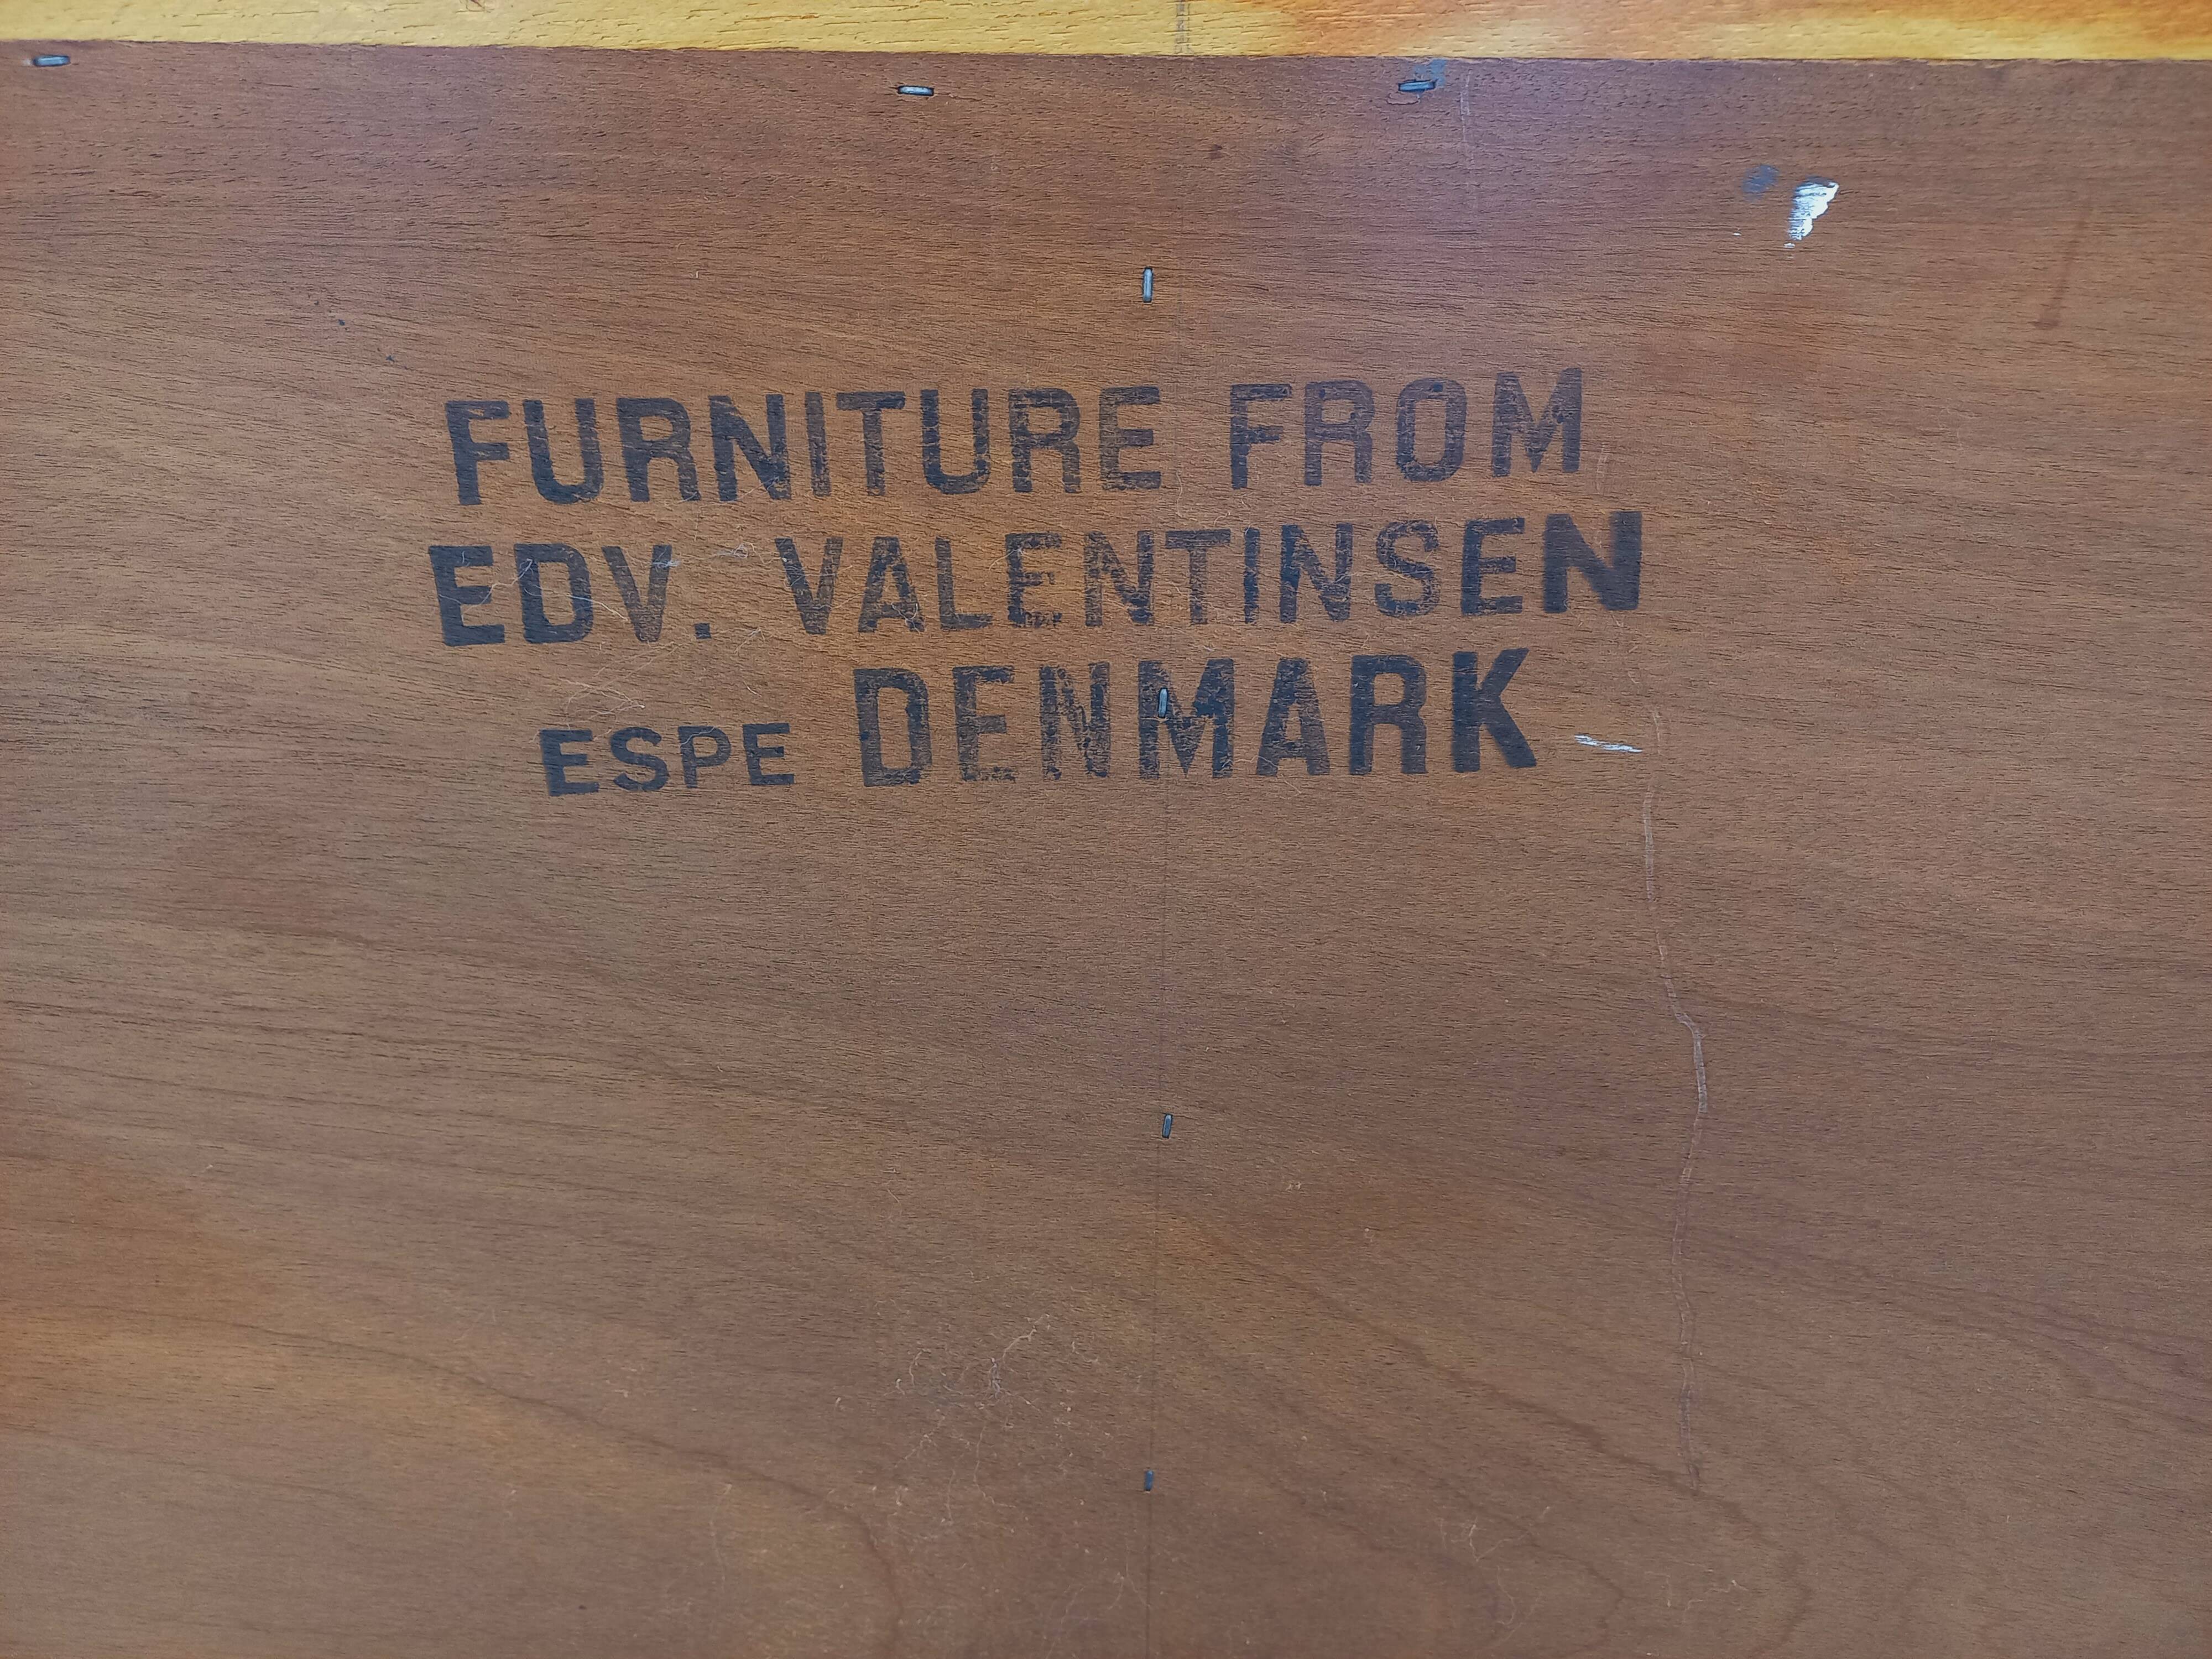 FURNITURE FROM
EDV. VALENTINSEN
ESPE DENMARK